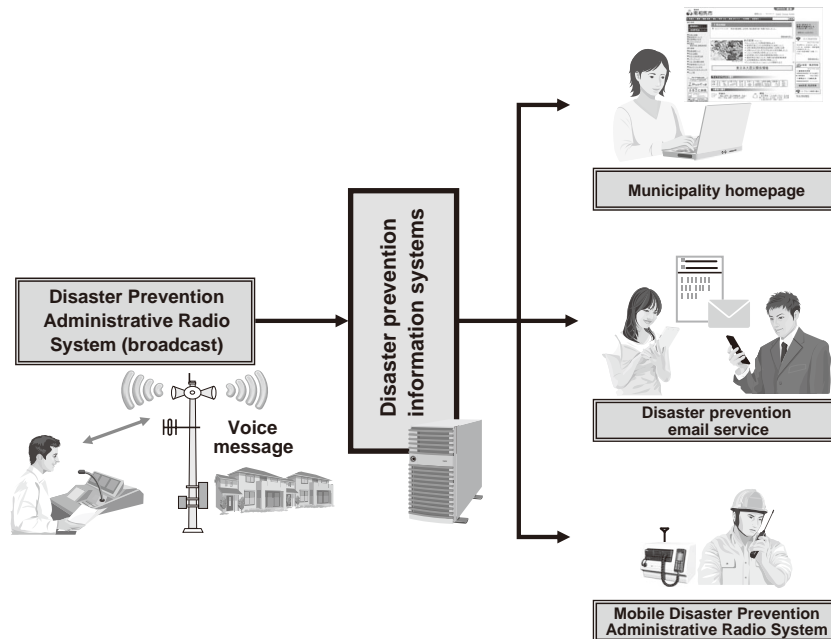 Disaster Prevention
Administrative Radio
System (broadcast)
Voice
message
Disaster prevention
information systems
Municipality homepage
Disaster prevention
email service
Mobile Disaster Prevention
Administrative Radio System